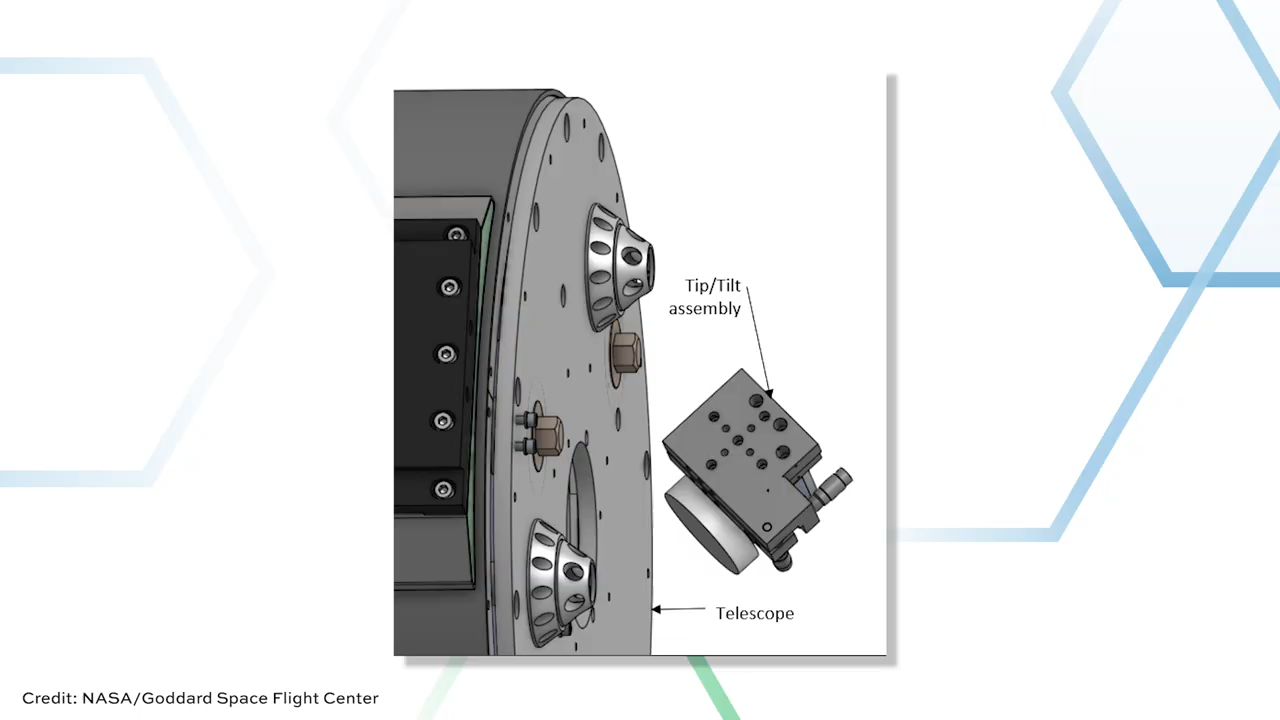 Tip/Tilt
assembly
Telescope
Credit: NASA/Goddard Space Flight Center